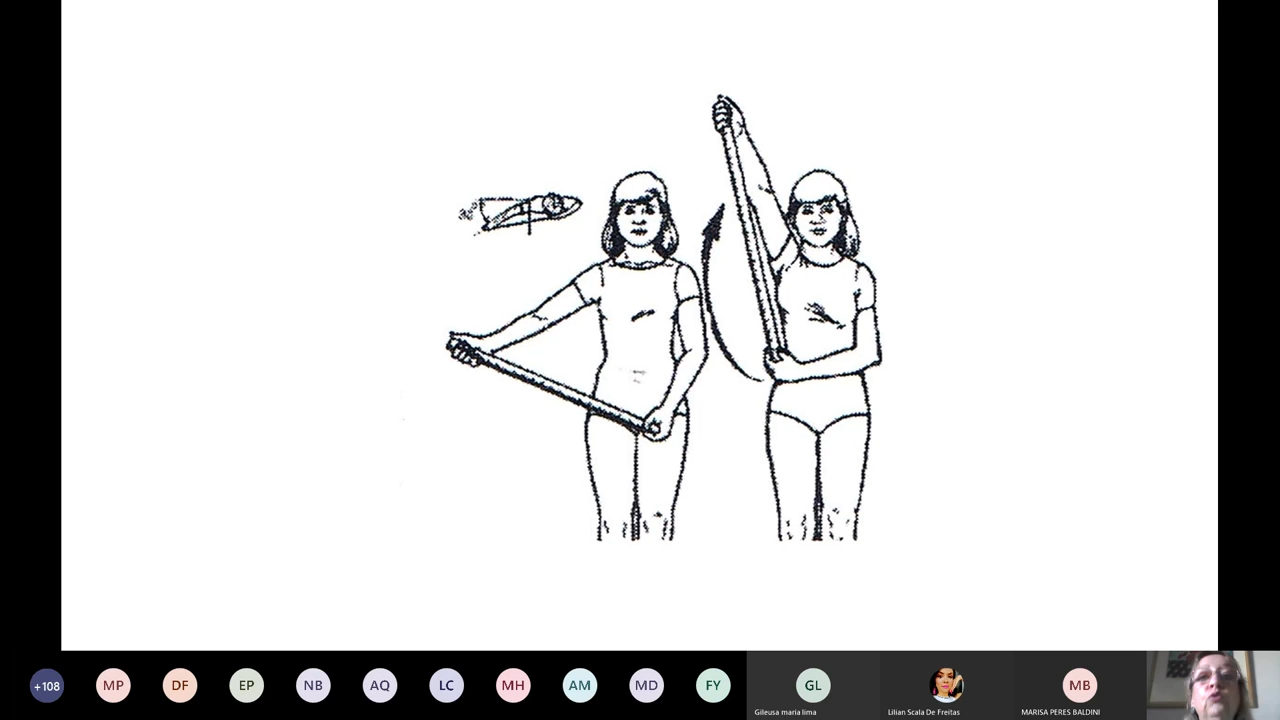 +108
MP
DF
EP
NB
AQ
LC
MH
AM
MD
FY
GL
MB
Gileusa maria lima
Lilian Scala De Freitas
MARISA PERES BALDINI